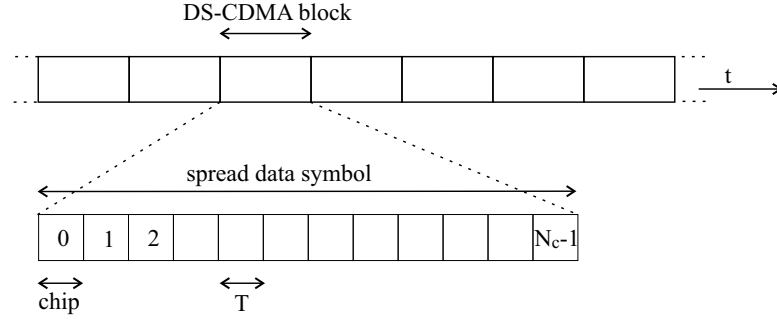 DS-CDMA block
t
spread data symbol
0 1 2 Nc-1
chip T